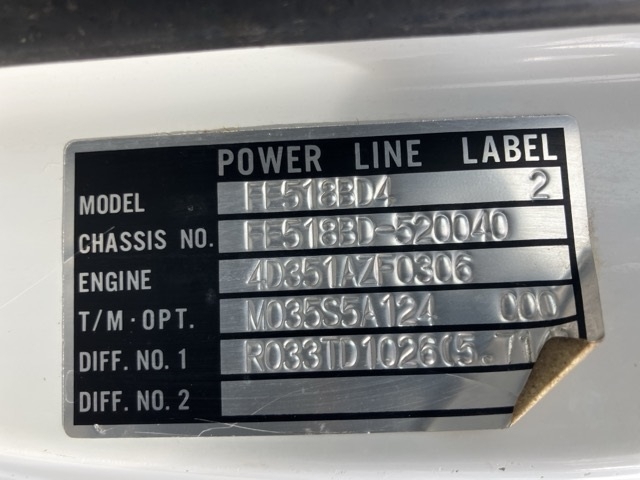 POWER LINE LABEL
MODEL FE518BD4 2
CHASSIS NO. FE518BD-520040
ENGINE 4D351AZF0306
T/M·OPT. M035S5A124 000
DIFF. NO. 1 R033TD1026(5.71
DIFF. NO. 2